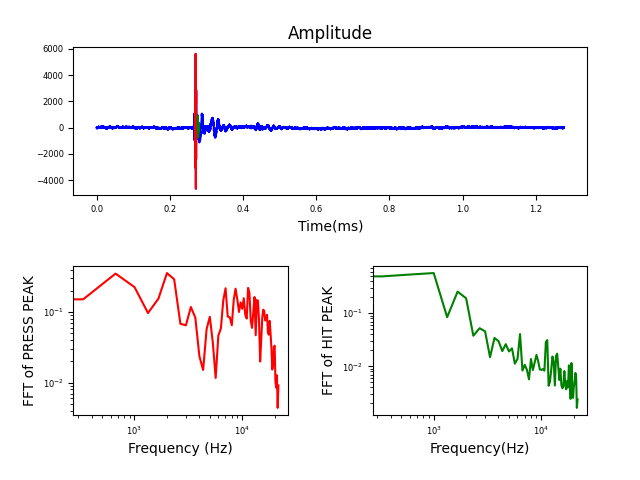 Amplitude
6000
4000
2000
0
−2000
−4000
0.0 0.2 0.4 0.6 0.8 1.0 1.2
Time(ms)
FFT of PRESS PEAK
10⁻¹
10⁻²
10³ 10⁴
Frequency (Hz)
FFT of HIT PEAK
10⁻¹
10⁻²
10³ 10⁴
Frequency(Hz)